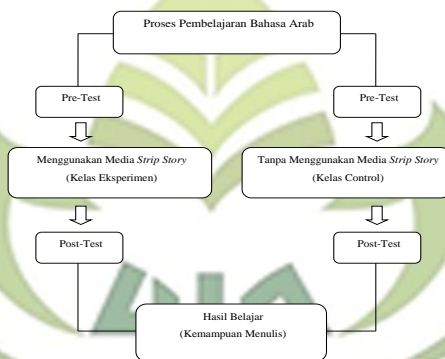 Proses Pembelajaran Bahasa Arab
Pre-Test
Pre-Test
Menggunakan Media Strip Story
(Kelas Eksperimen)
Tanpa Menggunakan Media Strip Story
(Kelas Control)
Post-Test
Post-Test
Hasil Belajar
(Kemampuan Menulis)